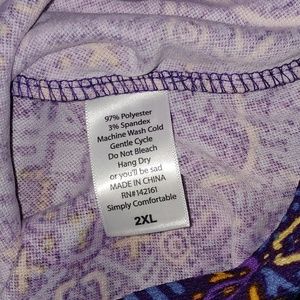 97% Polyester
3% Spandex
Machine Wash Cold
Gentle Cycle
Do Not Bleach
Hang Dry
or you'll be sad
MADE IN CHINA
RN#142161
Simply Comfortable
2XL